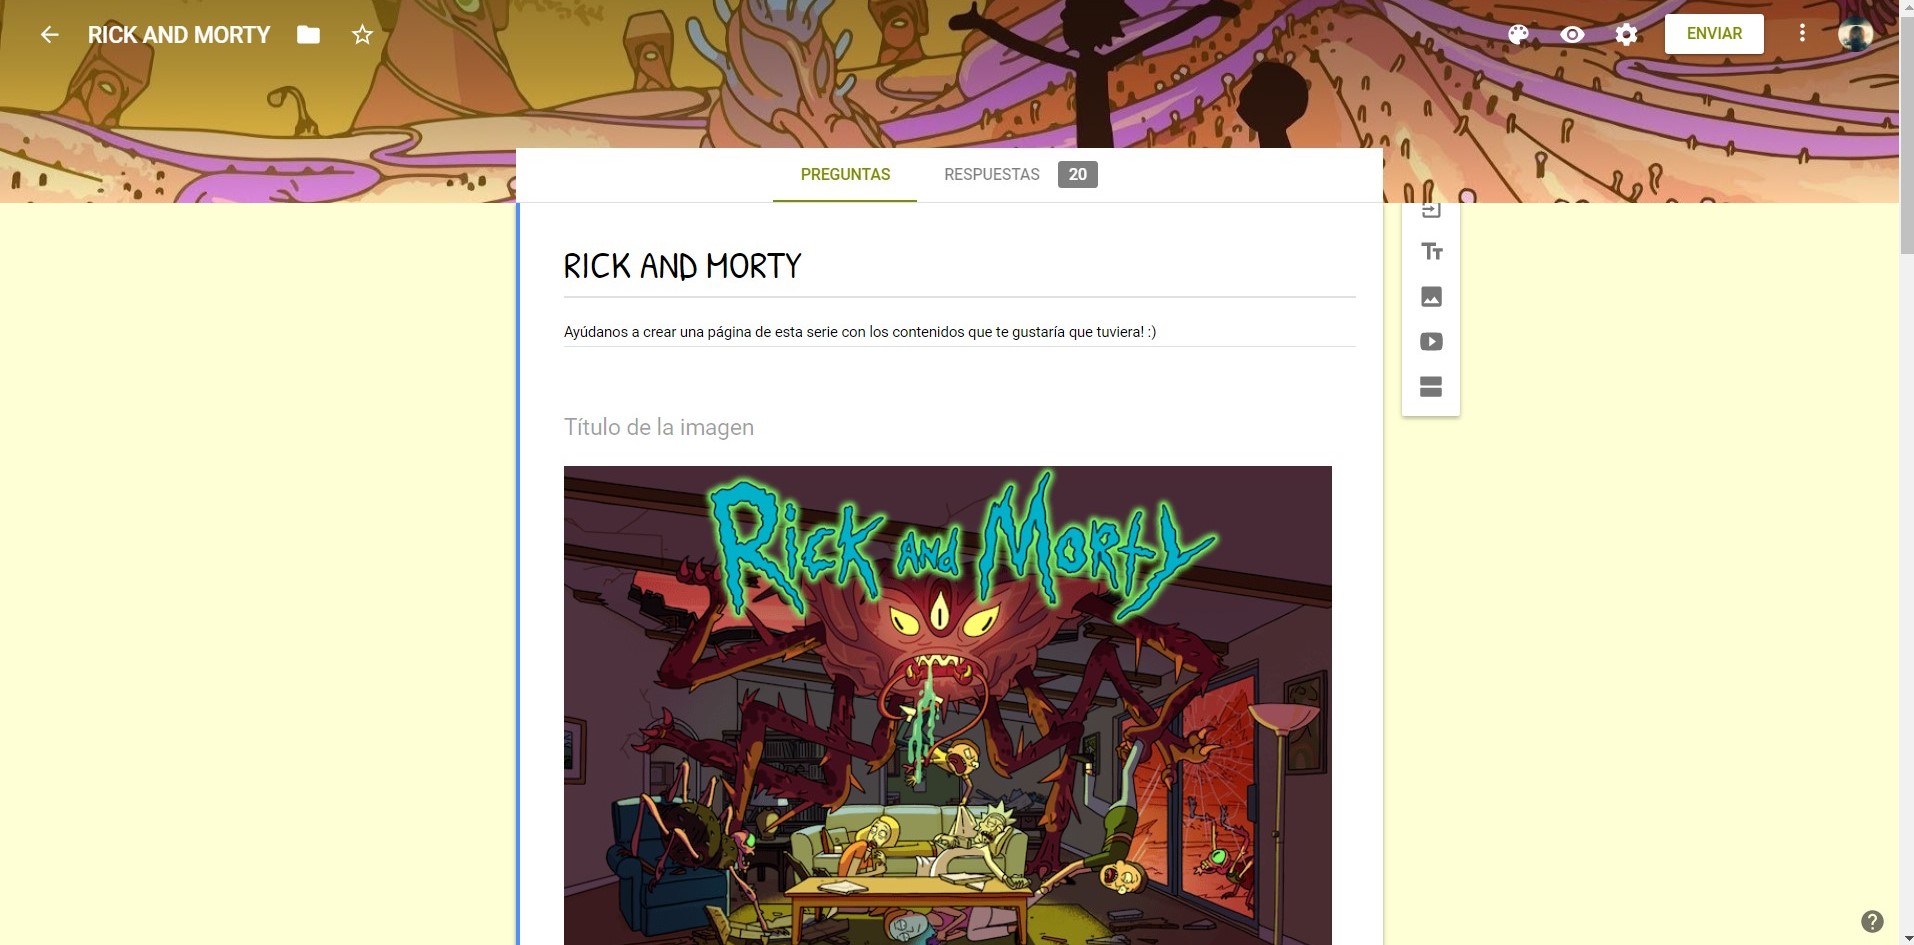 RICK AND MORTY
ENVIAR
PREGUNTAS RESPUESTAS 20
RICK AND MORTY
Ayúdanos a crear una página de esta serie con los contenidos que te gustaría que tuviera! :)
Tt
Título de la imagen
Rick and Morty
?